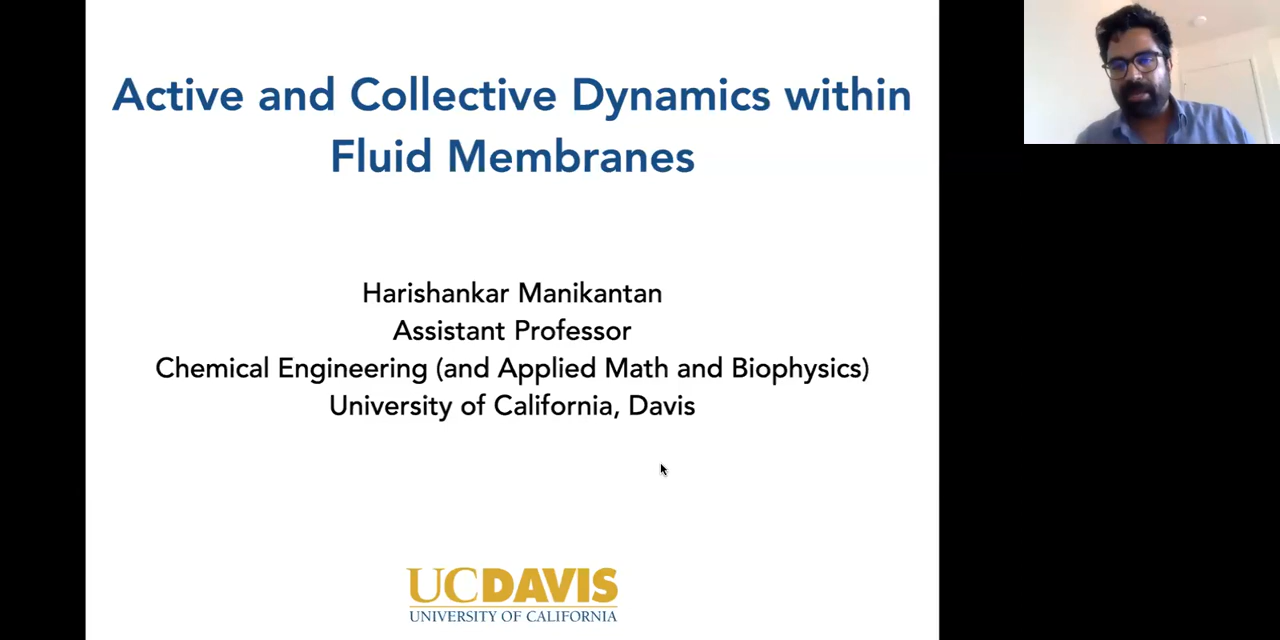 Active and Collective Dynamics within
Fluid Membranes
Harishankar Manikantan
Assistant Professor
Chemical Engineering (and Applied Math and Biophysics)
University of California, Davis
UCDAVIS
UNIVERSITY OF CALIFORNIA